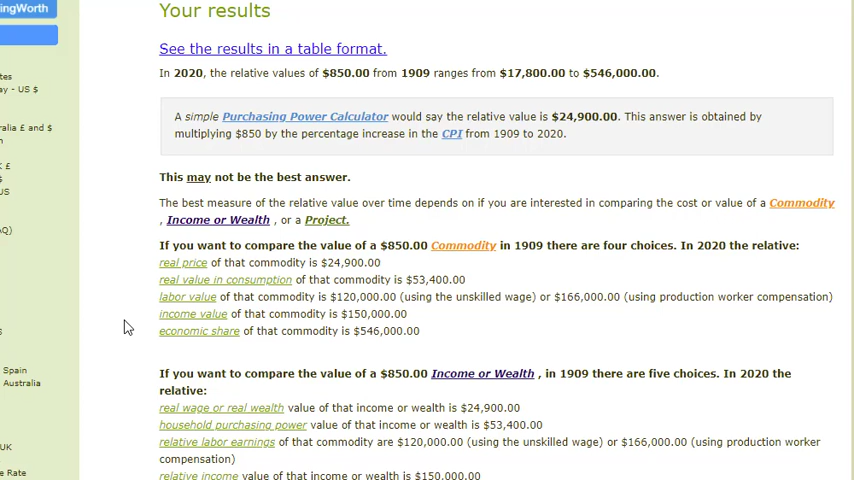 ingWorth
Your results
See the results in a table format.
In 2020, the relative values of $850.00 from 1909 ranges from $17,800.00 to $546,000.00.
A simple Purchasing Power Calculator would say the relative value is $24,900.00. This answer is obtained by
multiplying $850 by the percentage increase in the CPI from 1909 to 2020.
This may not be the best answer.
The best measure of the relative value over time depends on if you are interested in comparing the cost or value of a Commodity
, Income or Wealth , or a Project.
If you want to compare the value of a $850.00 Commodity in 1909 there are four choices. In 2020 the relative:
real price of that commodity is $24,900.00
real value in consumption of that commodity is $53,400.00
labor value of that commodity is $120,000.00 (using the unskilled wage) or $166,000.00 (using production worker compensation)
income value of that commodity is $150,000.00
economic share of that commodity is $546,000.00
If you want to compare the value of a $850.00 Income or Wealth , in 1909 there are five choices. In 2020 the
relative:
real wage or real wealth value of that income or wealth is $24,900.00
household purchasing power value of that income or wealth is $53,400.00
relative labor earnings of that commodity are $120,000.00 (using the unskilled wage) or $166,000.00 (using production worker
compensation)
relative income value of that income or wealth is $150,000.00
tes
ay - US $
ralia £ and $
n
K £
$
US
AQ)
S
Spain
Australia
UK
e Rate